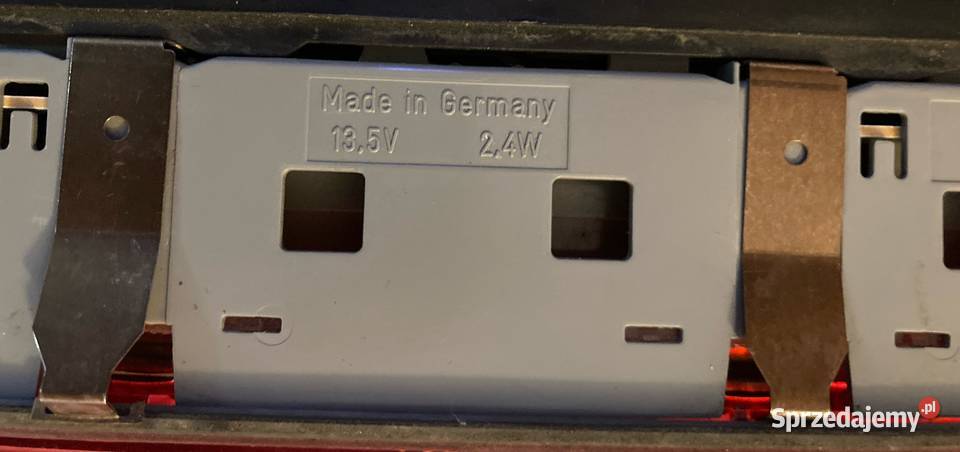 Made in Germany
13,5V 2,4W
Sprzedajemy.pl